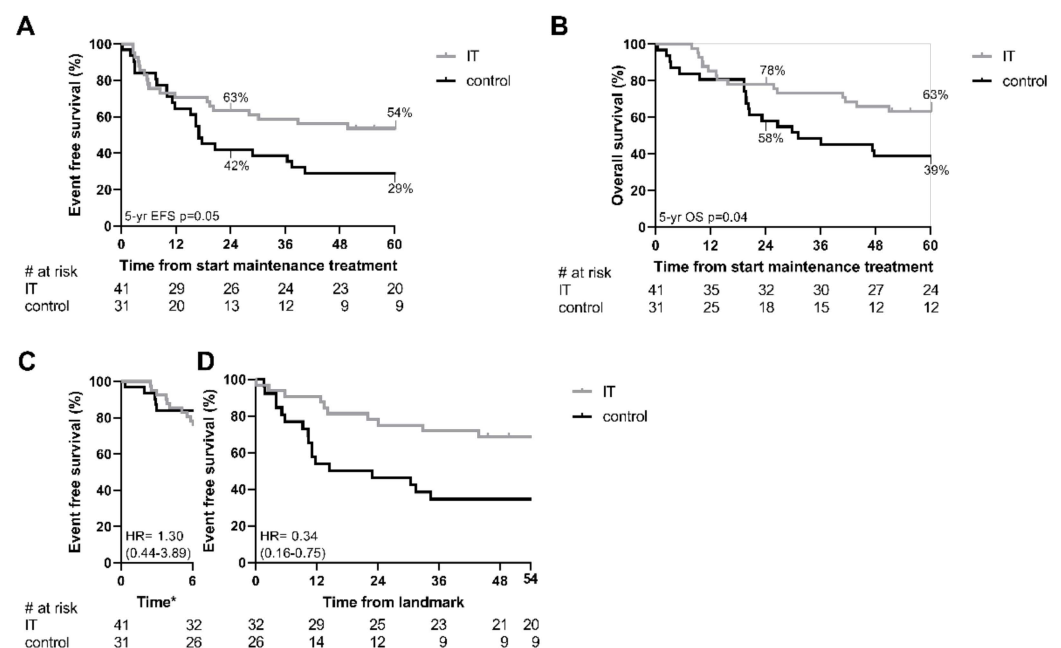 A
Event free survival (%)
100
80
60
40
20
0
63%
54%
42%
29%
5-yr EFS p=0.05
0 12 24 36 48 60
Time from start maintenance treatment
IT
control
# at risk
IT 41 29 26 24 23 20
control 31 20 13 12 9 9
B
Overall survival (%)
100
80
60
40
20
0
78%
63%
58%
39%
5-yr OS p=0.04
0 12 24 36 48 60
Time from start maintenance treatment
IT
control
# at risk
IT 41 35 32 30 27 24
control 31 25 18 15 12 12
C
Event free survival (%)
100
80
60
40
20
0
HR= 1.30
(0.44-3.89)
0 6
Time*
# at risk
IT 41 32
control 31 26
D
Event free survival (%)
100
80
60
40
20
0
HR= 0.34
(0.16-0.75)
0 12 24 36 48 54
Time from landmark
IT
control
32 29 25 23 21 20
26 14 12 9 9 9